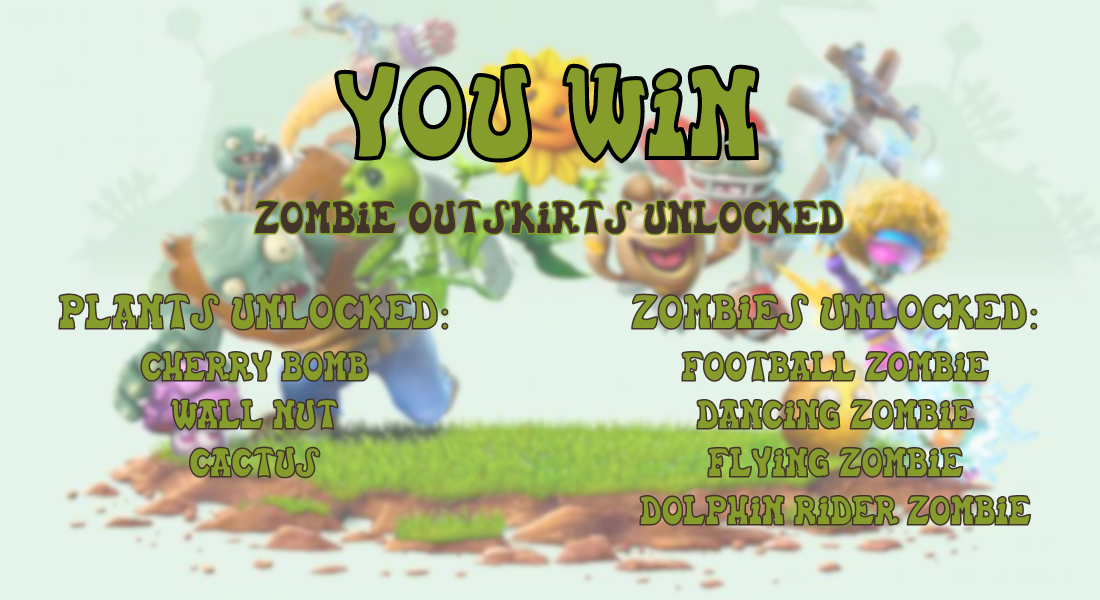 YOU WiN
ZOMBiE OUTSKiRTS UNLOCKED
PLANTS UNLOCKED:
CHERRY BOMB
WALL NUT
CACTUS
ZOMBiES UNLOCKED:
FOOTBALL ZOMBiE
DANCiNG ZOMBiE
FLYiNG ZOMBiE
DOLPHiN RiDER ZOMBiE